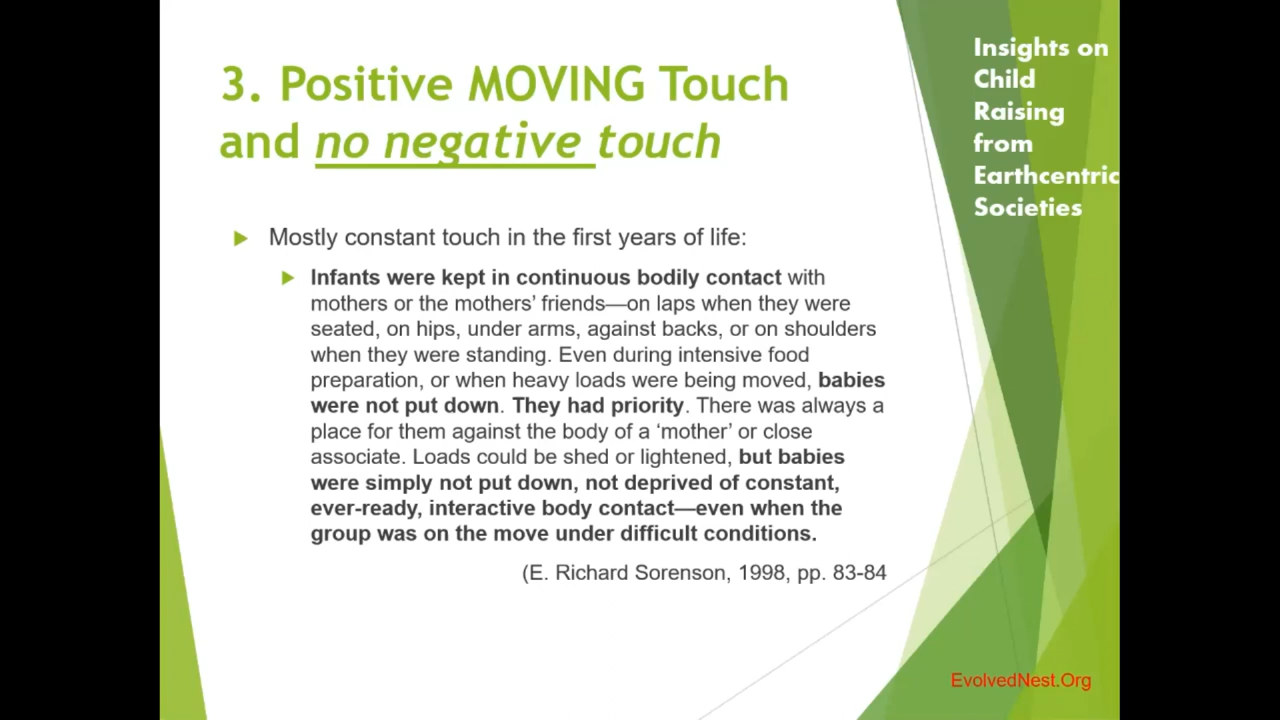 3. Positive MOVING Touch
and no negative touch
Insights on
Child
Raising
from
Earthcentric
Societies
Mostly constant touch in the first years of life:
Infants were kept in continuous bodily contact with
mothers or the mothers’ friends—on laps when they were
seated, on hips, under arms, against backs, or on shoulders
when they were standing. Even during intensive food
preparation, or when heavy loads were being moved, babies
were not put down. They had priority. There was always a
place for them against the body of a ‘mother’ or close
associate. Loads could be shed or lightened, but babies
were simply not put down, not deprived of constant,
ever-ready, interactive body contact—even when the
group was on the move under difficult conditions.
(E. Richard Sorenson, 1998, pp. 83-84
EvolvedNest.Org